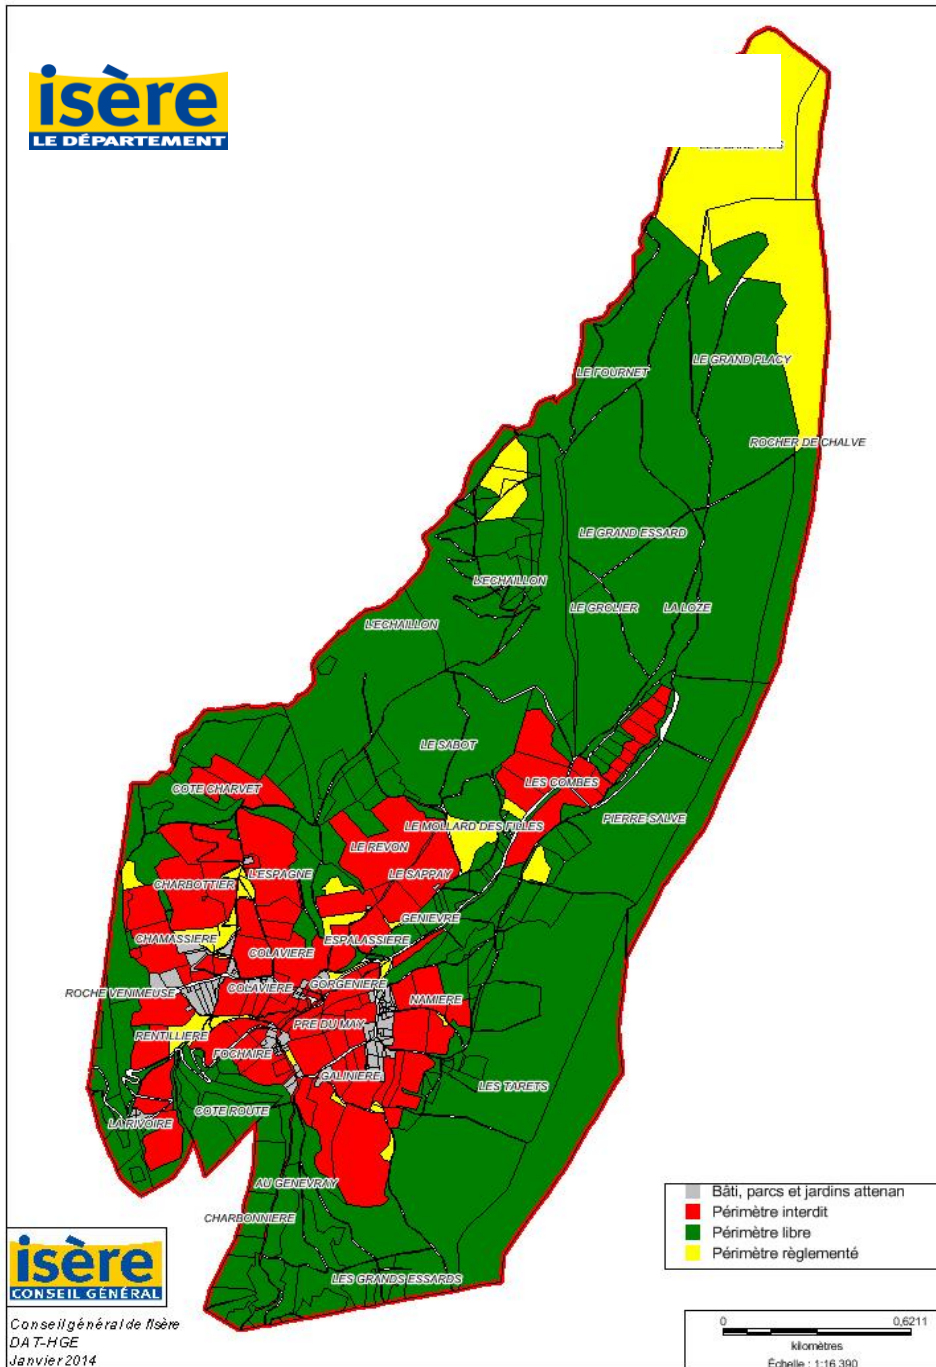 isère
LE DÉPARTEMENT
LE GRAND PLACY
LE FOURNET
ROCHER DE CHALVE
LE GRAND ESSARD
L'ECHAILLON
LE GROLIER
LA LOZE
L'ECHAILLON
LE SABOT
LES COMBES
COTE CHARVET
PIERRE SALVE
LE MOLLARD DES FILLES
LE REVON
L'ESPAGNE
LE SAPPAY
CHARBOTTIER
GENIEVRE
CHAMASSIERE
ESPALASSIERE
COLAVIERE
GORGENIERE
COLAVIERE
ROCHE VENIMEUSE
NAMIERE
PRE DU MAY
RENTILLIERE
FOCHAIRE
GALINIERE
LES TARETS
COTE ROUTE
LA RIVOIRE
AU GENEVRAY
CHARBONNIERE
LES GRANDS ESSARDS
Bâti, parcs et jardins attenan
Périmètre interdit
Périmètre libre
Périmètre règlementé
isère
CONSEIL GÉNÉRAL
Conseil général de l'Isère
DAT-HGE
Janvier 2014
0 0,6211
kilomètres
Échelle : 1:16 390